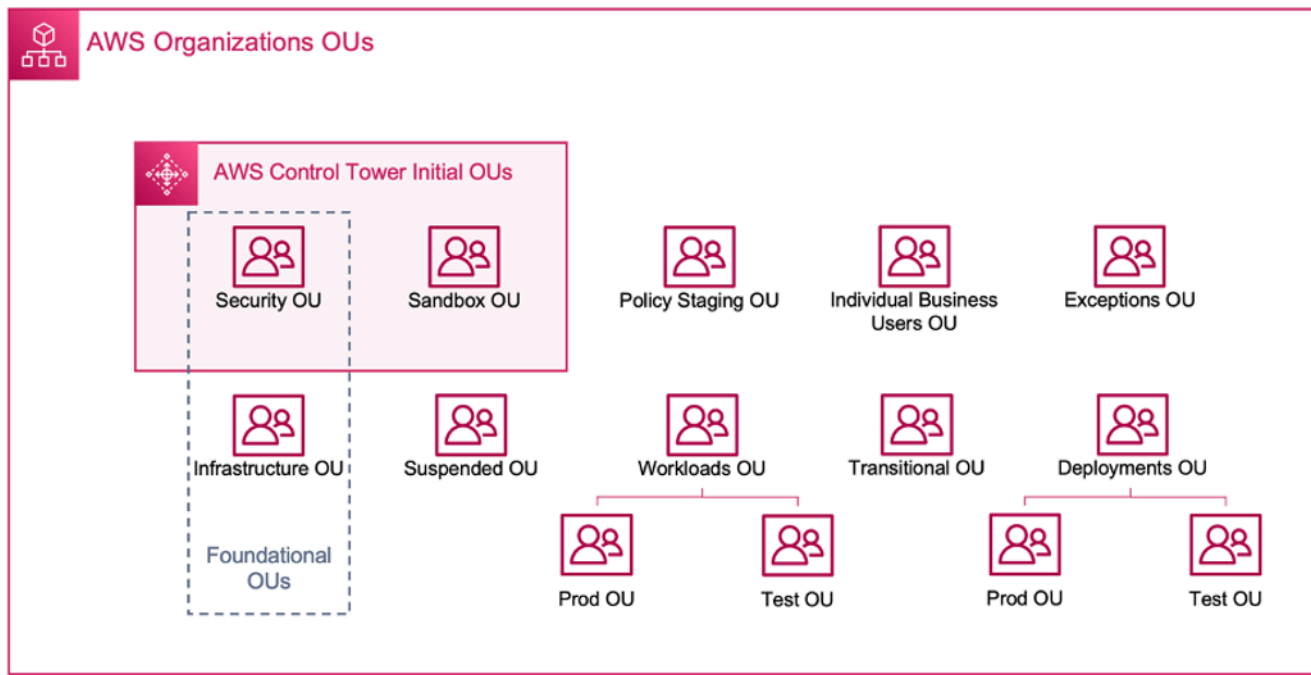 AWS Organizations OUs
AWS Control Tower Initial OUs
Security OU
Sandbox OU
Policy Staging OU
Individual Business
Users OU
Exceptions OU
Infrastructure OU
Suspended OU
Workloads OU
Transitional OU
Deployments OU
Foundational
OUs
Prod OU
Test OU
Prod OU
Test OU